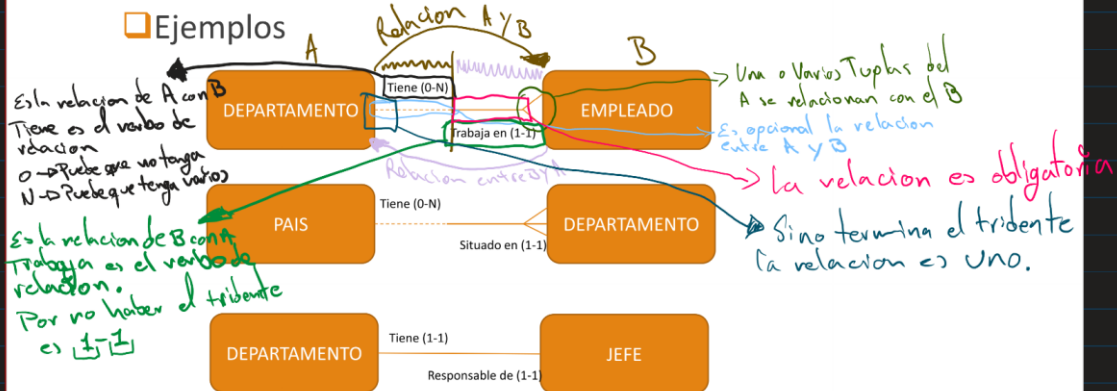 Ejemplos
Relacion A y B
A
B
DEPARTAMENTO
Tiene (0-N)
Trabaja en (1-1)
EMPLEADO
Relacion entre B y A
Es la relacion de A con B
Tiene es el verbo de
relacion
0 → Puede que no tenga
N → Puede que tenga varios
Una o Varios Tuplas del
A se relacionan con el B
Es opcional la relacion
entre A y B
La relacion es obligatoria
Si no termina el tridente
la relacion es uno.
PAIS
Tiene (0-N)
Situado en (1-1)
DEPARTAMENTO
Es la relacion de B con A
Trabaja es el verbo de
relacion.
Por no haber el tridente
es 1-1
DEPARTAMENTO
Tiene (1-1)
Responsable de (1-1)
JEFE